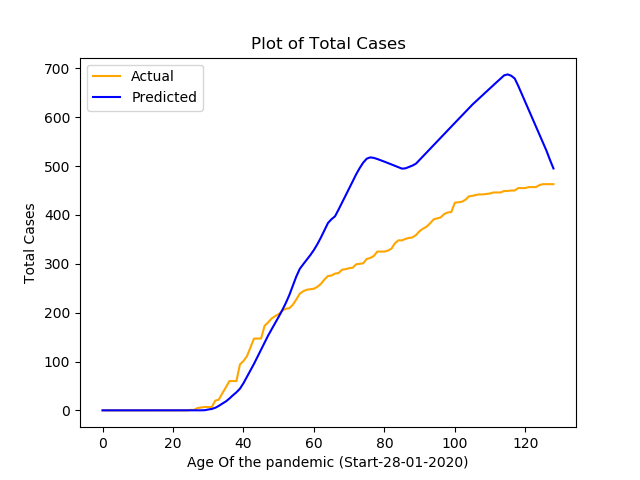 Plot of Total Cases
Actual
Predicted
700
600
500
400
300
200
100
0
Total Cases
0 20 40 60 80 100 120
Age Of the pandemic (Start-28-01-2020)